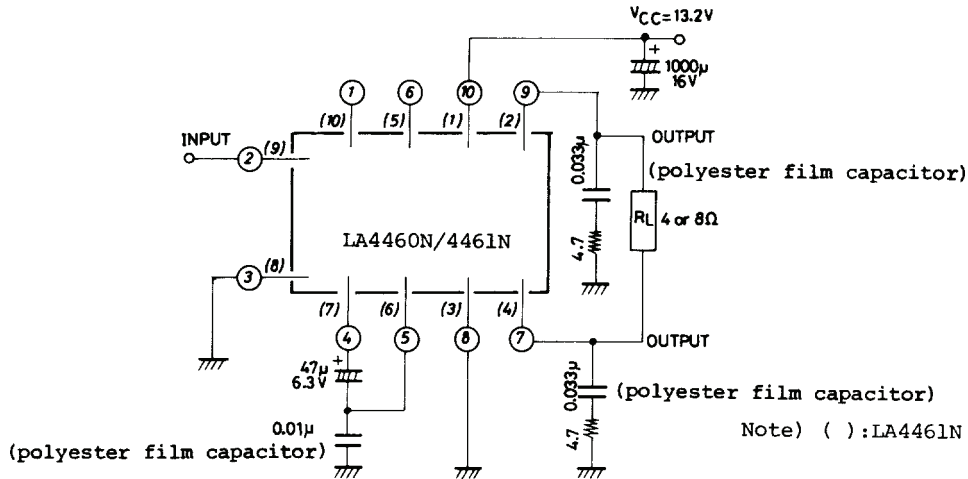 VCC=13.2V
+
1000µ
16V
1
6
10
9
(10)
(5)
(1)
(2)
INPUT
2
(9)
OUTPUT
0.033µ
(polyester film capacitor)
RL
4 or 8Ω
4.7
LA4460N/4461N
3
(8)
(7)
(6)
(3)
(4)
4
5
8
7
OUTPUT
+
47µ
6.3V
0.033µ
(polyester film capacitor)
4.7
0.01µ
(polyester film capacitor)
Note) ( ):LA4461N